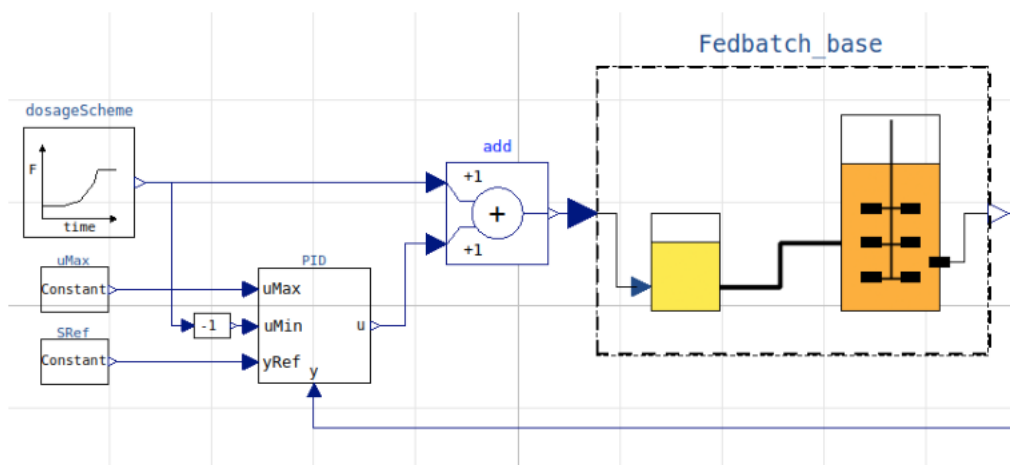 Fedbatch_base
dosageScheme
F
time
add
+1
+
+1
uMax
Constant
PID
uMax
-1
uMin
u
SRef
Constant
yRef
y